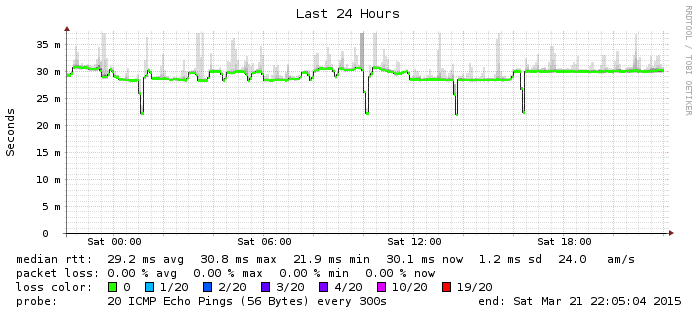 Last 24 Hours
RRDTOOL / TOBI OETIKER
Seconds
35 m
30 m
25 m
20 m
15 m
10 m
5 m
0
Sat 00:00 Sat 06:00 Sat 12:00 Sat 18:00
median rtt: 29.2 ms avg 30.8 ms max 21.9 ms min 30.1 ms now 1.2 ms sd 24.0 am/s
packet loss: 0.00 % avg 0.00 % max 0.00 % min 0.00 % now
loss color: 0 1/20 2/20 3/20 4/20 10/20 19/20
probe: 20 ICMP Echo Pings (56 Bytes) every 300s end: Sat Mar 21 22:05:04 2015